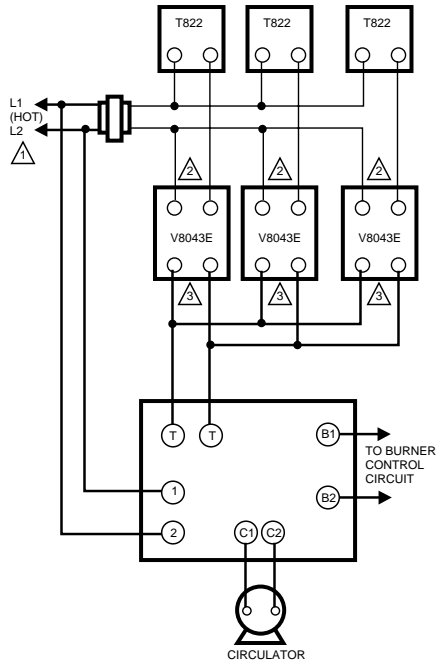 T822 T822 T822
L1
(HOT)
L2
1
2 2 2
V8043E V8043E V8043E
3 3 3
T T B1
TO BURNER
CONTROL
CIRCUIT
1
B2
2
C1 C2
CIRCULATOR